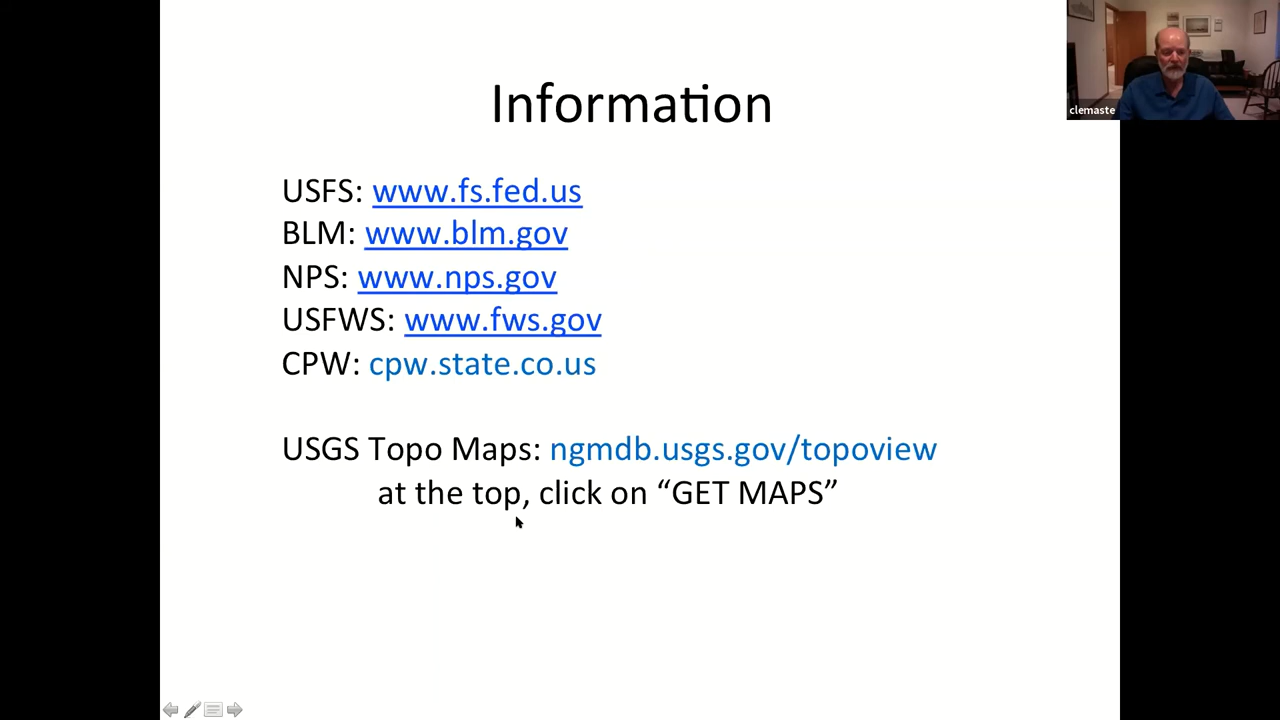 Information
clemaste
USFS: www.fs.fed.us
BLM: www.blm.gov
NPS: www.nps.gov
USFWS: www.fws.gov
CPW: cpw.state.co.us
USGS Topo Maps: ngmdb.usgs.gov/topoview
at the top, click on “GET MAPS”